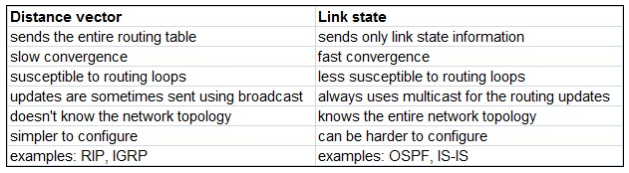 Distance vector Link state
sends the entire routing table sends only link state information
slow convergence fast convergence
susceptible to routing loops less susceptible to routing loops
updates are sometimes sent using broadcast always uses multicast for the routing updates
doesn't know the network topology knows the entire network topology
simpler to configure can be harder to configure
examples: RIP, IGRP examples: OSPF, IS-IS